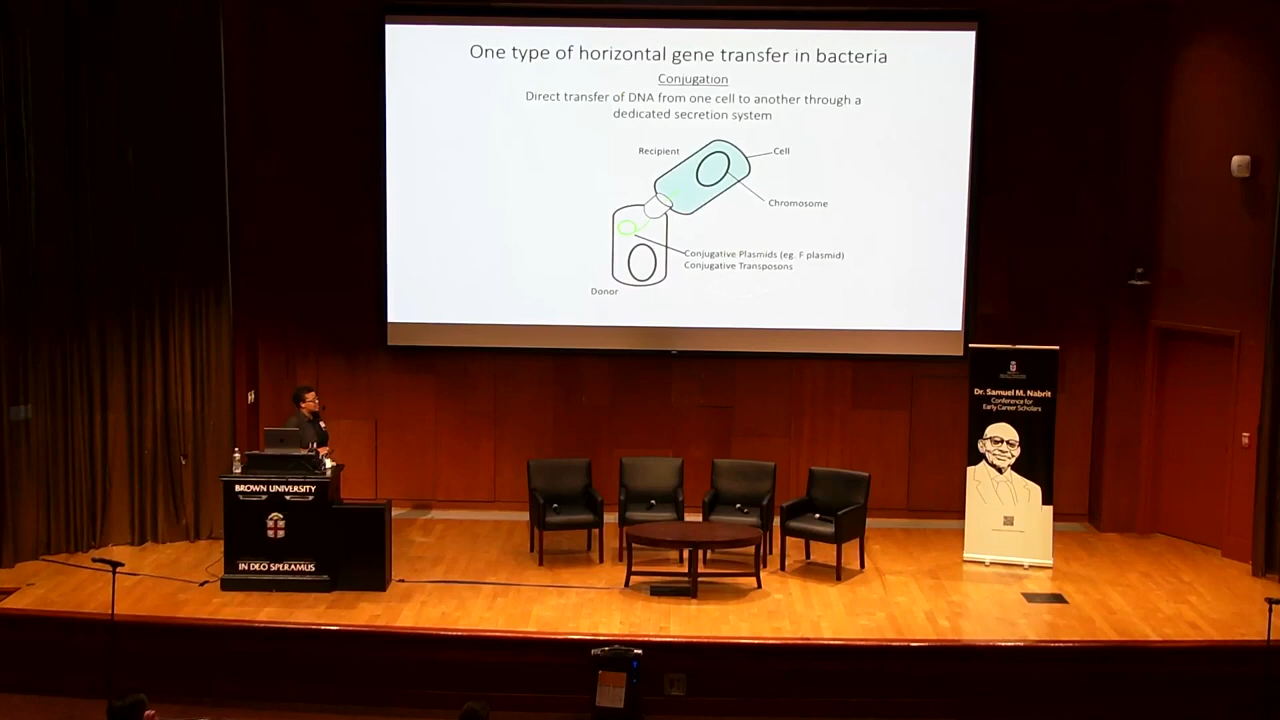 One type of horizontal gene transfer in bacteria
Conjugation
Direct transfer of DNA from one cell to another through a
dedicated secretion system
Recipient
Cell
Chromosome
Conjugative Plasmids (eg. F plasmid)
Conjugative Transposons
Donor
Dr. Samuel M. Nabrit
Conference for
Early Career Scholars
BROWN UNIVERSITY
IN DEO SPERAMUS